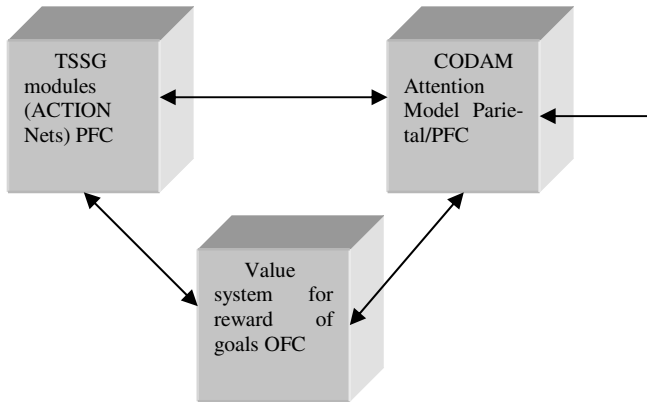 TSSG
modules
(ACTION
Nets) PFC
CODAM
Attention
Model Parie-
tal/PFC
Value
system for
reward of
goals OFC